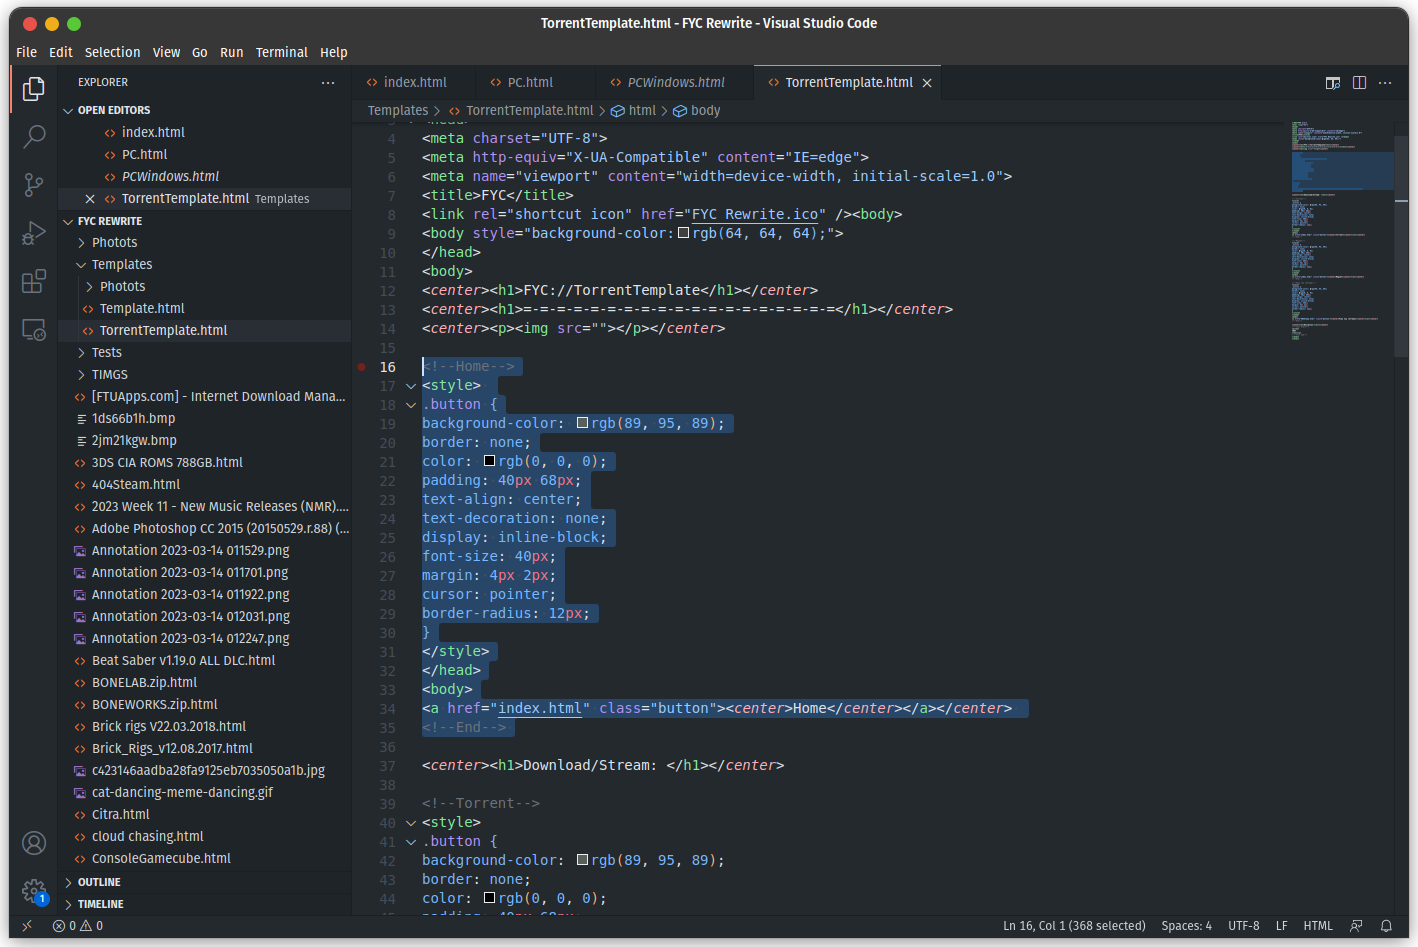 TorrentTemplate.html - FYC Rewrite - Visual Studio Code
File Edit Selection View Go Run Terminal Help
EXPLORER
OPEN EDITORS
index.html
PC.html
PCWindows.html
TorrentTemplate.html Templates
FYC REWRITE
Photots
Templates
Photots
Template.html
TorrentTemplate.html
Tests
TIMGS
[FTUApps.com] - Internet Download Mana...
1ds66b1h.bmp
2jm21kgw.bmp
3DS CIA ROMS 788GB.html
404Steam.html
2023 Week 11 - New Music Releases (NMR)....
Adobe Photoshop CC 2015 (20150529.r.88) (...
Annotation 2023-03-14 011529.png
Annotation 2023-03-14 011701.png
Annotation 2023-03-14 011922.png
Annotation 2023-03-14 012031.png
Annotation 2023-03-14 012247.png
Beat Saber v1.19.0 ALL DLC.html
BONELAB.zip.html
BONEWORKS.zip.html
Brick rigs V22.03.2018.html
Brick_Rigs_v12.08.2017.html
c423146aadba28fa9125eb7035050a1b.jpg
cat-dancing-meme-dancing.gif
Citra.html
cloud chasing.html
ConsoleGamecube.html
OUTLINE
TIMELINE
1
index.html PC.html PCWindows.html TorrentTemplate.html
Templates > TorrentTemplate.html > html > body
4 <meta charset="UTF-8">
5 <meta http-equiv="X-UA-Compatible" content="IE=edge">
6 <meta name="viewport" content="width=device-width, initial-scale=1.0">
7 <title>FYC</title>
8 <link rel="shortcut icon" href="FYC Rewrite.ico" /><body>
9 <body style="background-color: rgb(64, 64, 64);">
10 </head>
11 <body>
12 <center><h1>FYC://TorrentTemplate</h1></center>
13 <center><h1>=-=-=-=-=-=-=-=-=-=-=-=-=-=-=-=-=-=-=</h1></center>
14 <center><p><img src=""></p></center>
15
16 <!--Home-->
17 <style>
18 .button {
19 background-color: rgb(89, 95, 89);
20 border: none;
21 color: rgb(0, 0, 0);
22 padding: 40px 68px;
23 text-align: center;
24 text-decoration: none;
25 display: inline-block;
26 font-size: 40px;
27 margin: 4px 2px;
28 cursor: pointer;
29 border-radius: 12px;
30 }
31 </style>
32 </head>
33 <body>
34 <a href="index.html" class="button"><center>Home</center></a></center>
35 <!--End-->
36
37 <center><h1>Download/Stream: </h1></center>
38
39 <!--Torrent-->
40 <style>
41 .button {
42 background-color: rgb(89, 95, 89);
43 border: none;
44 color: rgb(0, 0, 0);
0 0 Ln 16, Col 1 (368 selected) Spaces: 4 UTF-8 LF HTML